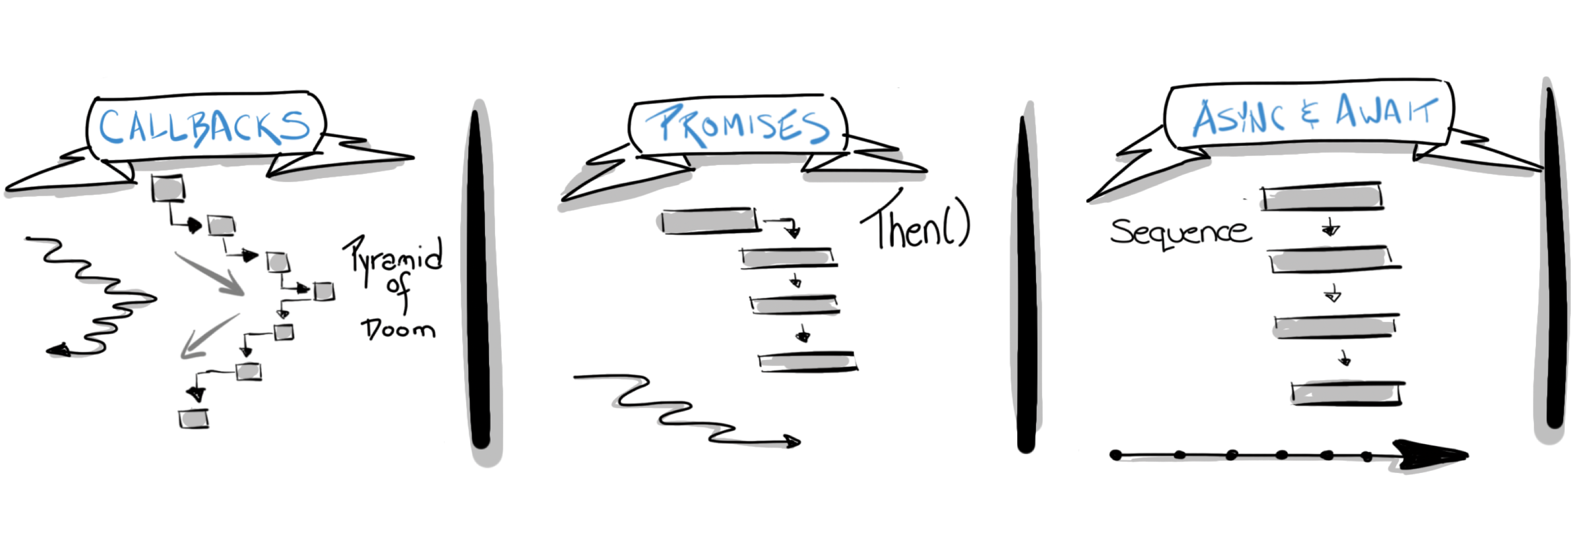 CALLBACKS
Pyramid
of
Doom
PROMISES
Then()
ASYNC & AWAIT
Sequence